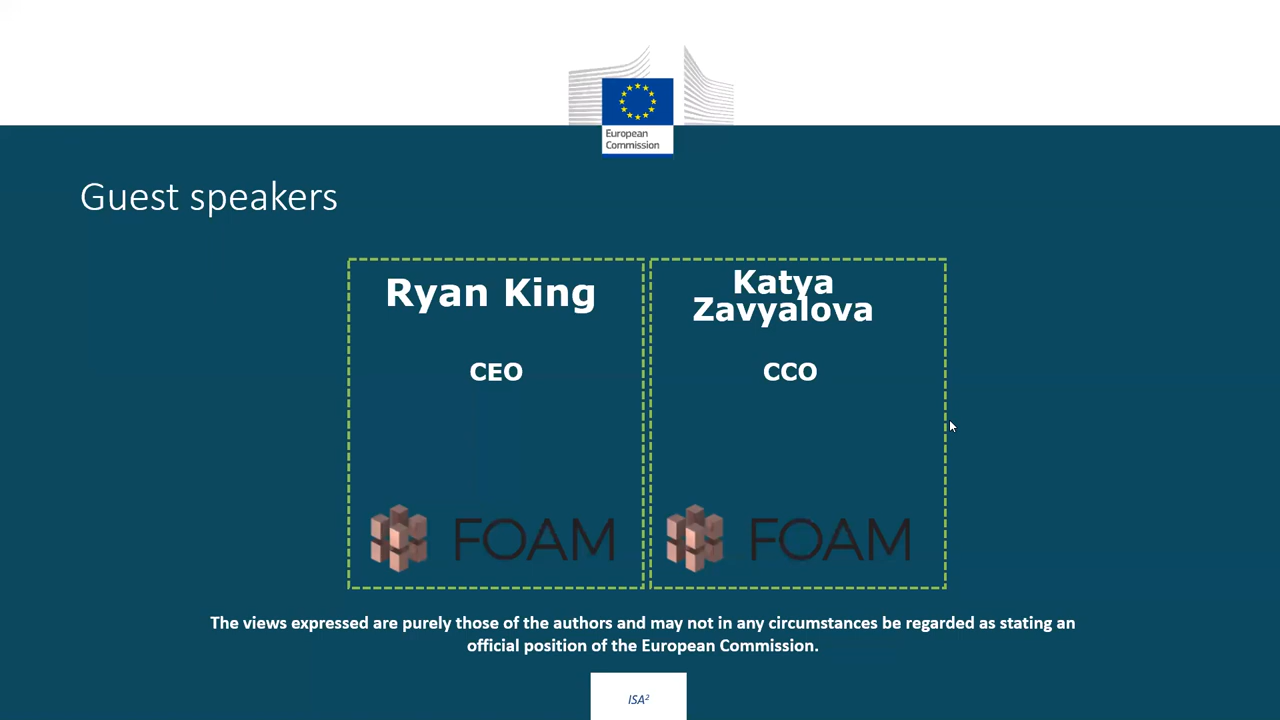 European
Commission
Guest speakers
Ryan King
CEO
FOAM
Katya
Zavyalova
CCO
FOAM
The views expressed are purely those of the authors and may not in any circumstances be regarded as stating an
official position of the European Commission.
ISA²